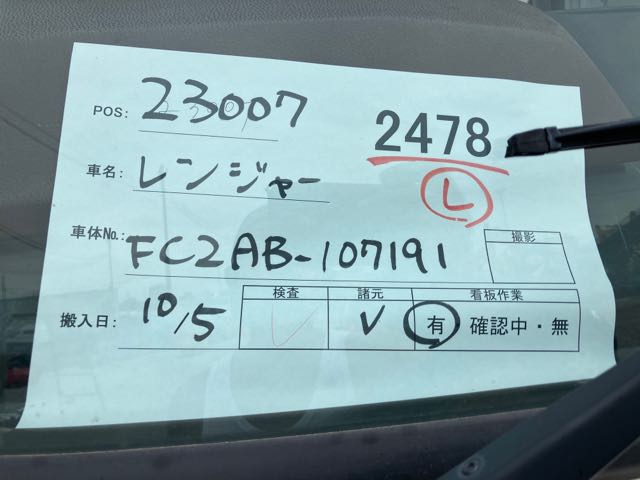 POS: 23007
2478
車名: レンジャー
L
車体No.: FC2AB-107191
撮影
搬入日: 10/5
検査 諸元 看板作業
✓ V 有 確認中・無